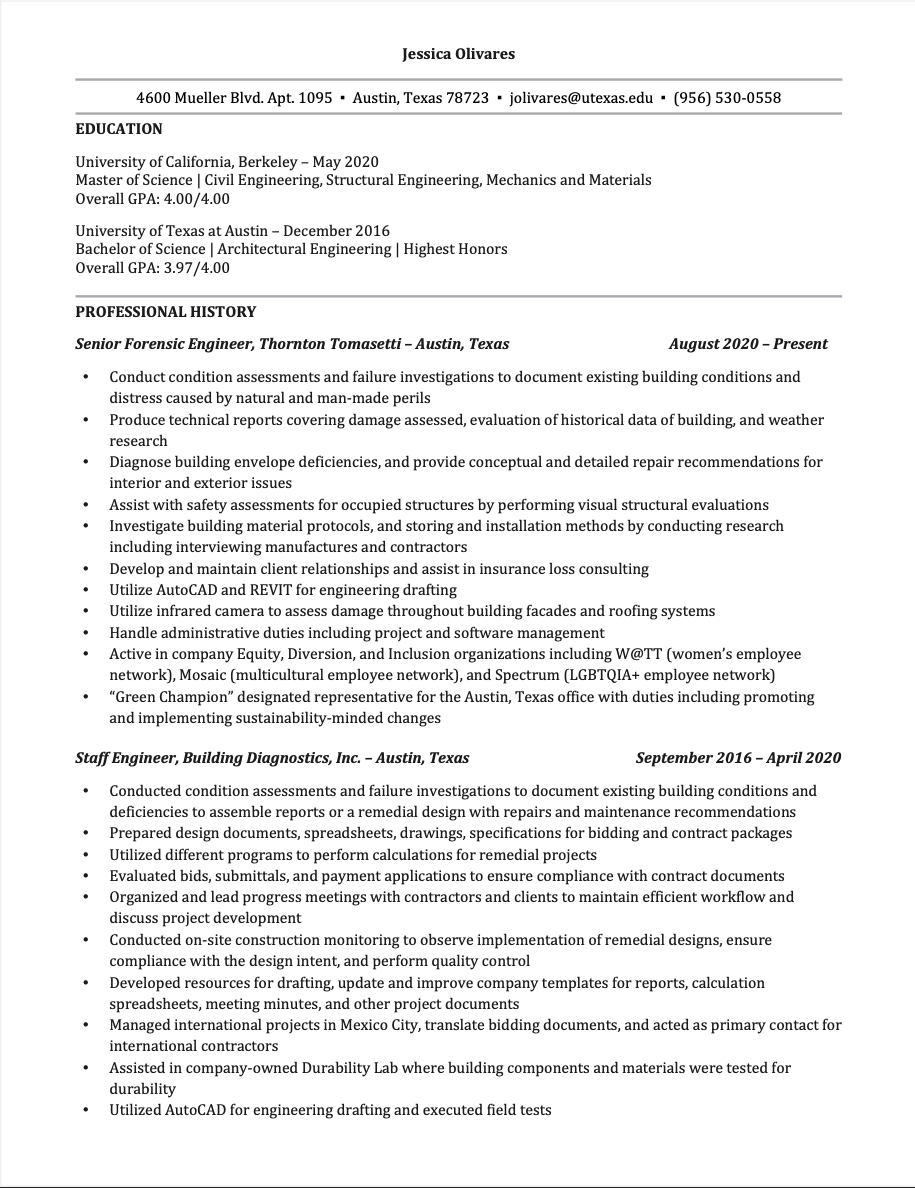 Jessica Olivares
4600 Mueller Blvd. Apt. 1095 ▪ Austin, Texas 78723 ▪ jolivares@utexas.edu ▪ (956) 530-0558
EDUCATION
University of California, Berkeley – May 2020
Master of Science | Civil Engineering, Structural Engineering, Mechanics and Materials
Overall GPA: 4.00/4.00
University of Texas at Austin – December 2016
Bachelor of Science | Architectural Engineering | Highest Honors
Overall GPA: 3.97/4.00
PROFESSIONAL HISTORY
Senior Forensic Engineer, Thornton Tomasetti – Austin, Texas August 2020 – Present
• Conduct condition assessments and failure investigations to document existing building conditions and
distress caused by natural and man-made perils
• Produce technical reports covering damage assessed, evaluation of historical data of building, and weather
research
• Diagnose building envelope deficiencies, and provide conceptual and detailed repair recommendations for
interior and exterior issues
• Assist with safety assessments for occupied structures by performing visual structural evaluations
• Investigate building material protocols, and storing and installation methods by conducting research
including interviewing manufactures and contractors
• Develop and maintain client relationships and assist in insurance loss consulting
• Utilize AutoCAD and REVIT for engineering drafting
• Utilize infrared camera to assess damage throughout building facades and roofing systems
• Handle administrative duties including project and software management
• Active in company Equity, Diversion, and Inclusion organizations including W@TT (women’s employee
network), Mosaic (multicultural employee network), and Spectrum (LGBTQIA+ employee network)
• “Green Champion” designated representative for the Austin, Texas office with duties including promoting
and implementing sustainability-minded changes
Staff Engineer, Building Diagnostics, Inc. – Austin, Texas September 2016 – April 2020
• Conducted condition assessments and failure investigations to document existing building conditions and
deficiencies to assemble reports or a remedial design with repairs and maintenance recommendations
• Prepared design documents, spreadsheets, drawings, specifications for bidding and contract packages
• Utilized different programs to perform calculations for remedial projects
• Evaluated bids, submittals, and payment applications to ensure compliance with contract documents
• Organized and lead progress meetings with contractors and clients to maintain efficient workflow and
discuss project development
• Conducted on-site construction monitoring to observe implementation of remedial designs, ensure
compliance with the design intent, and perform quality control
• Developed resources for drafting, update and improve company templates for reports, calculation
spreadsheets, meeting minutes, and other project documents
• Managed international projects in Mexico City, translate bidding documents, and acted as primary contact for
international contractors
• Assisted in company-owned Durability Lab where building components and materials were tested for
durability
• Utilized AutoCAD for engineering drafting and executed field tests